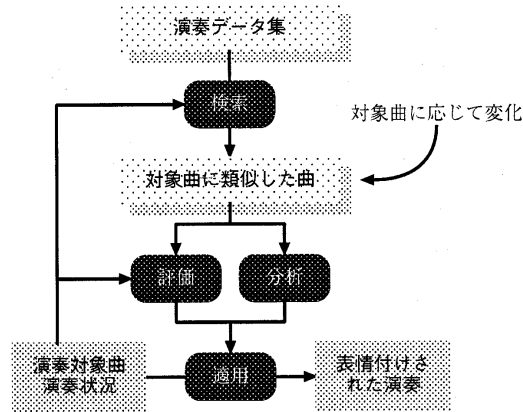 演奏データ集
検索
対象曲に応じて変化
対象曲に類似した曲
評価
分析
演奏対象曲
演奏状況
適用
表情付けさ
れた演奏